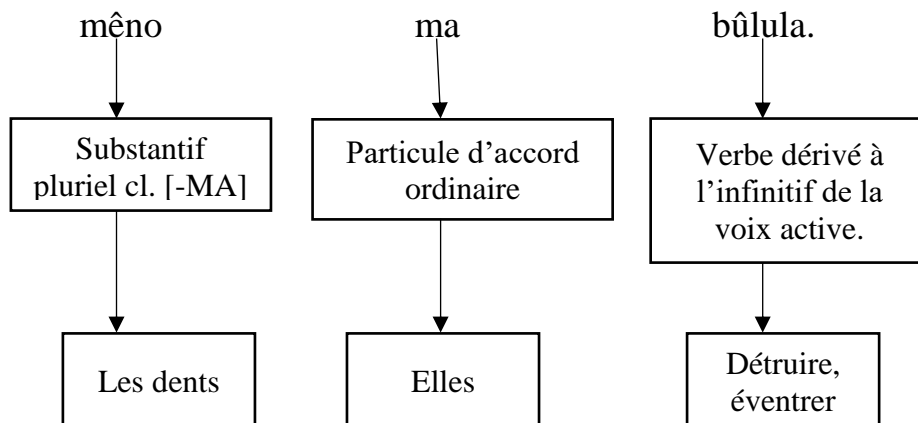 mêno ma bûlula.
Substantif
pluriel cl. [-MA]
Particule d’accord
ordinaire
Verbe dérivé à
l’infinitif de la
voix active.
Les dents
Elles
Détruire,
éventrer